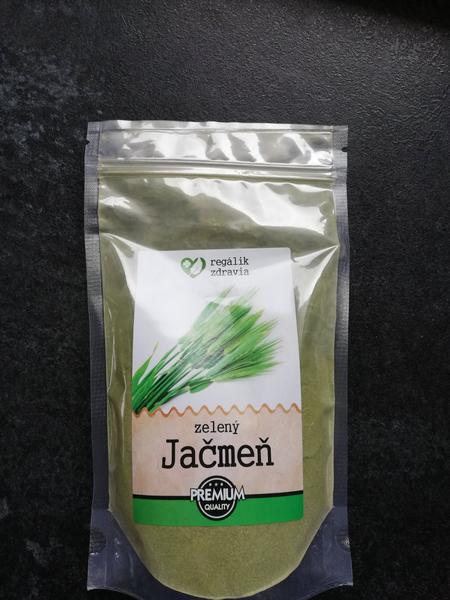 regálik
zdravia
zelený
Jačmeň
PREMIUM
QUALITY